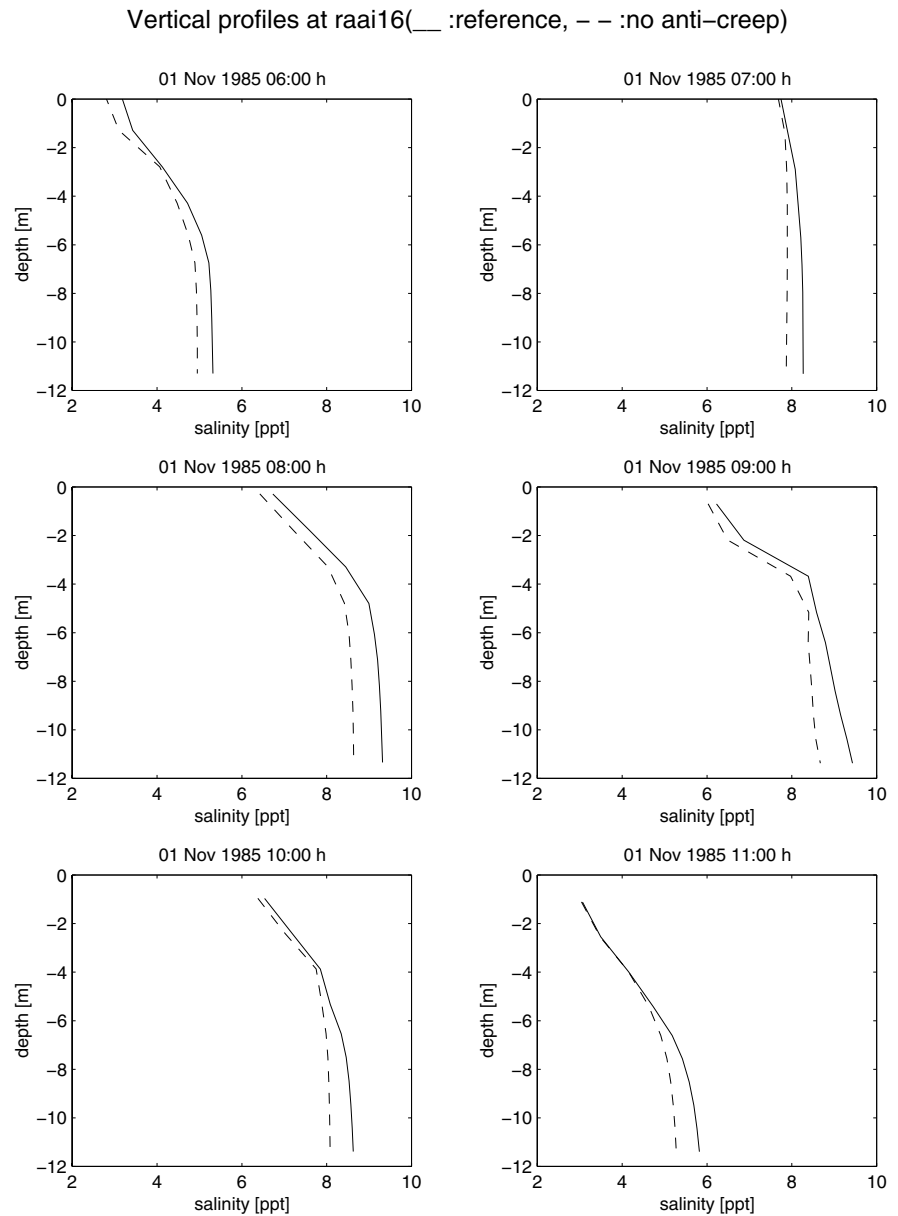 Vertical profiles at raai16(__ :reference, − − :no anti−creep)
01 Nov 1985 06:00 h
0
−2
−4
−6
−8
−10
−12
depth [m]
2 4 6 8 10
salinity [ppt]
01 Nov 1985 07:00 h
0
−2
−4
−6
−8
−10
−12
depth [m]
2 4 6 8 10
salinity [ppt]
01 Nov 1985 08:00 h
0
−2
−4
−6
−8
−10
−12
depth [m]
2 4 6 8 10
salinity [ppt]
01 Nov 1985 09:00 h
0
−2
−4
−6
−8
−10
−12
depth [m]
2 4 6 8 10
salinity [ppt]
01 Nov 1985 10:00 h
0
−2
−4
−6
−8
−10
−12
depth [m]
2 4 6 8 10
salinity [ppt]
01 Nov 1985 11:00 h
0
−2
−4
−6
−8
−10
−12
depth [m]
2 4 6 8 10
salinity [ppt]